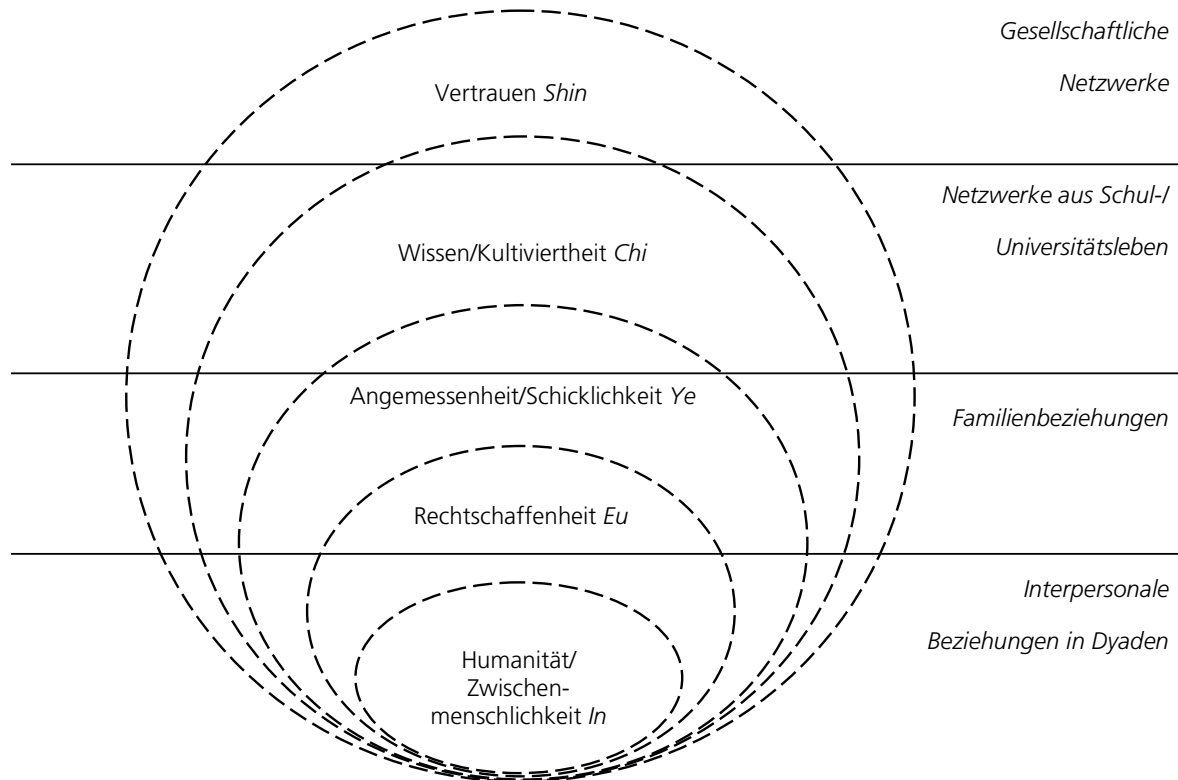 Gesellschaftliche
Netzwerke
Vertrauen Shin
Netzwerke aus Schul-/
Universitätsleben
Wissen/Kultiviertheit Chi
Angemessenheit/Schicklichkeit Ye
Familienbeziehungen
Rechtschaffenheit Eu
Interpersonale
Beziehungen in Dyaden
Humanität/
Zwischen-
menschlichkeit In